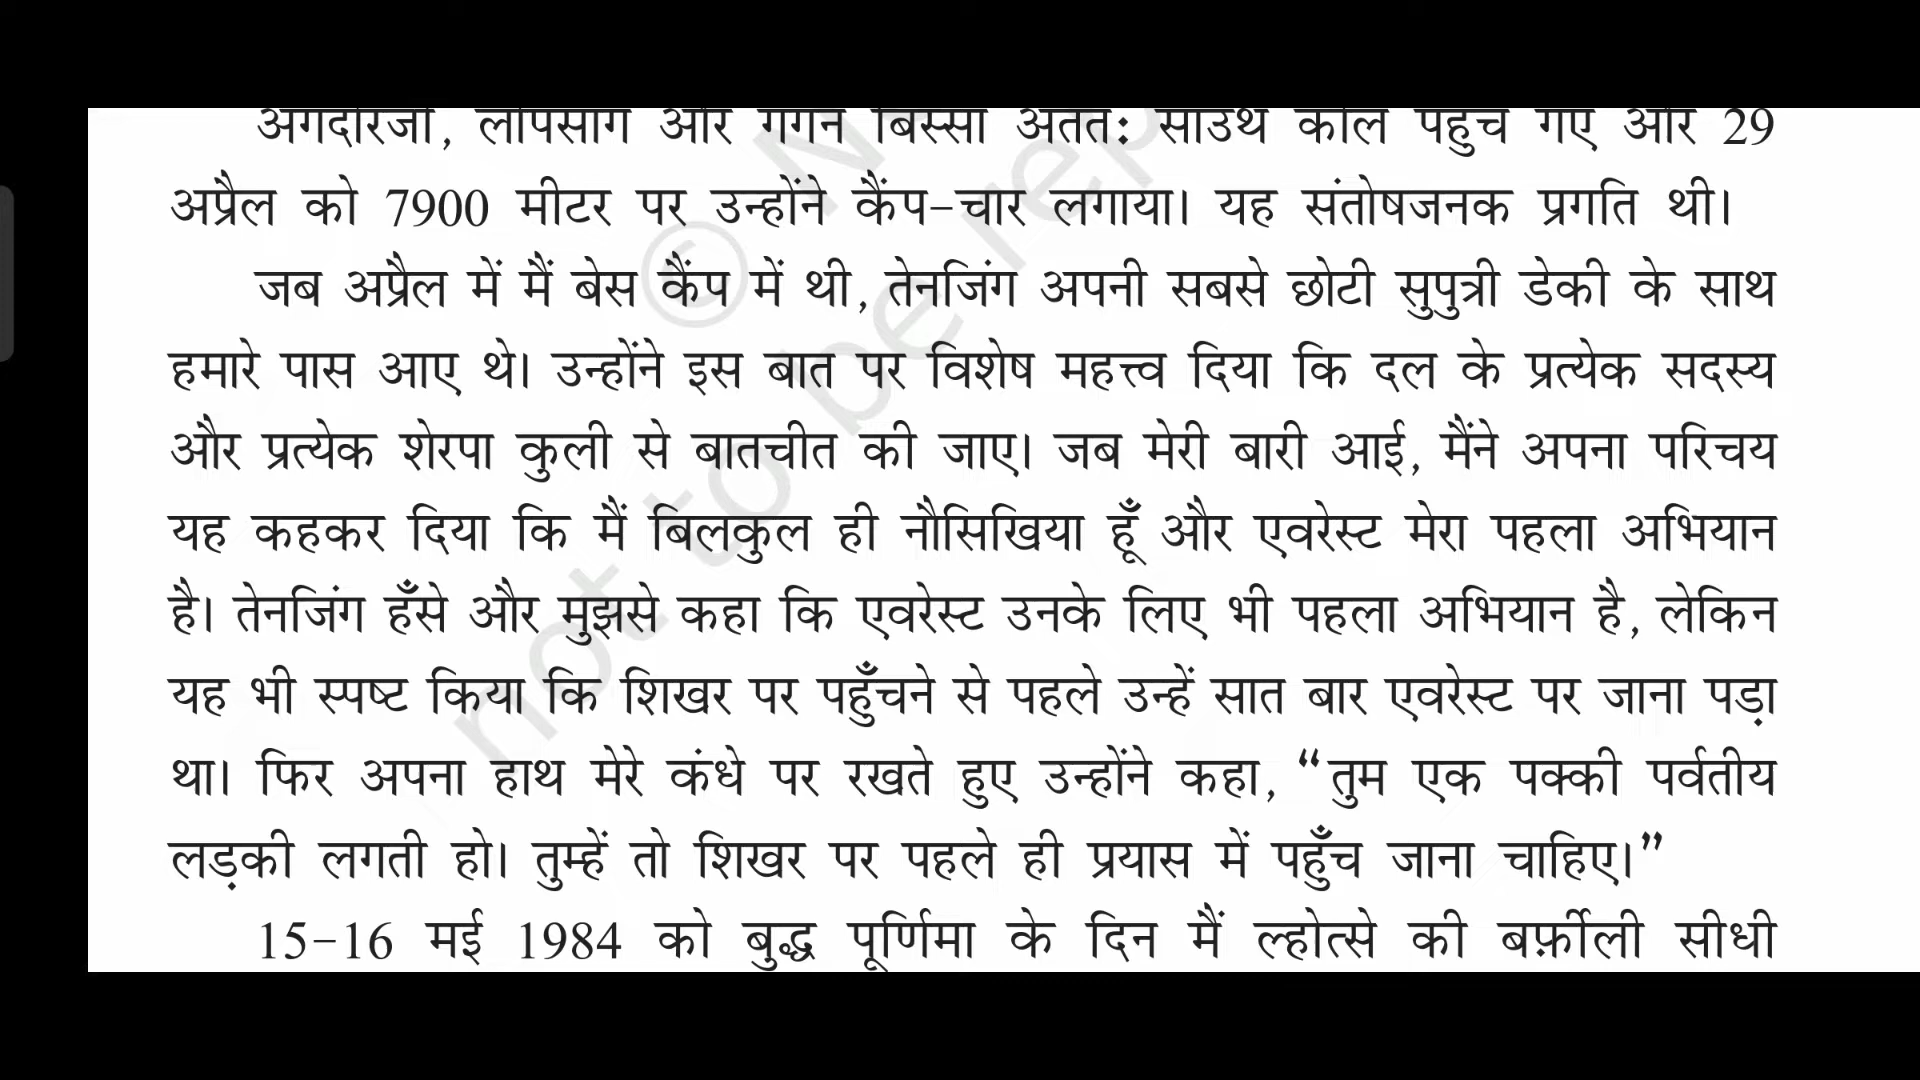 अंगदोरजी, लोपसांग और गगन बिस्सा अंततः साउथ कोल पहुँच गए और 29
अप्रैल को 7900 मीटर पर उन्होंने कैंप-चार लगाया। यह संतोषजनक प्रगति थी।
जब अप्रैल में मैं बेस कैंप में थी, तेनजिंग अपनी सबसे छोटी सुपुत्री डेकी के साथ
हमारे पास आए थे। उन्होंने इस बात पर विशेष महत्त्व दिया कि दल के प्रत्येक सदस्य
और प्रत्येक शेरपा कुली से बातचीत की जाए। जब मेरी बारी आई, मैंने अपना परिचय
यह कहकर दिया कि मैं बिलकुल ही नौसिखिया हूँ और एवरेस्ट मेरा पहला अभियान
है। तेनजिंग हँसे और मुझसे कहा कि एवरेस्ट उनके लिए भी पहला अभियान है, लेकिन
यह भी स्पष्ट किया कि शिखर पर पहुँचने से पहले उन्हें सात बार एवरेस्ट पर जाना पड़ा
था। फिर अपना हाथ मेरे कंधे पर रखते हुए उन्होंने कहा, “तुम एक पक्की पर्वतीय
लड़की लगती हो। तुम्हें तो शिखर पर पहले ही प्रयास में पहुँच जाना चाहिए।”
15-16 मई 1984 को बुद्ध पूर्णिमा के दिन मैं ल्होत्से की बर्फ़ीली सीधी
© N
not to be rep